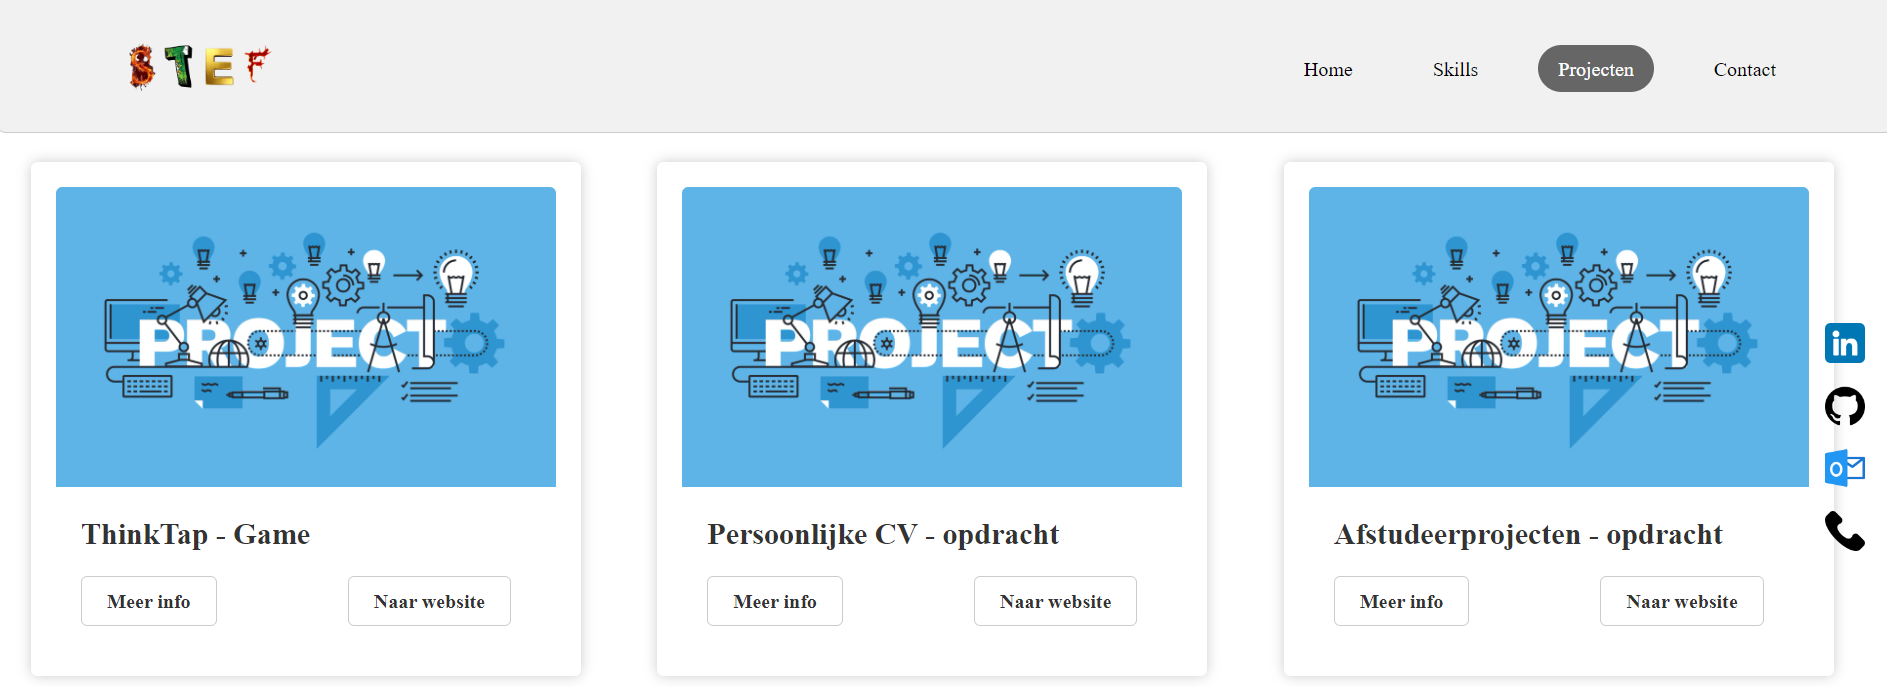 STEF
Home Skills Projecten Contact
PROJECT PROJECT PROJECT
in
O
ThinkTap - Game Persoonlijke CV - opdracht Afstudeerprojecten - opdracht
Meer info Naar website Meer info Naar website Meer info Naar website